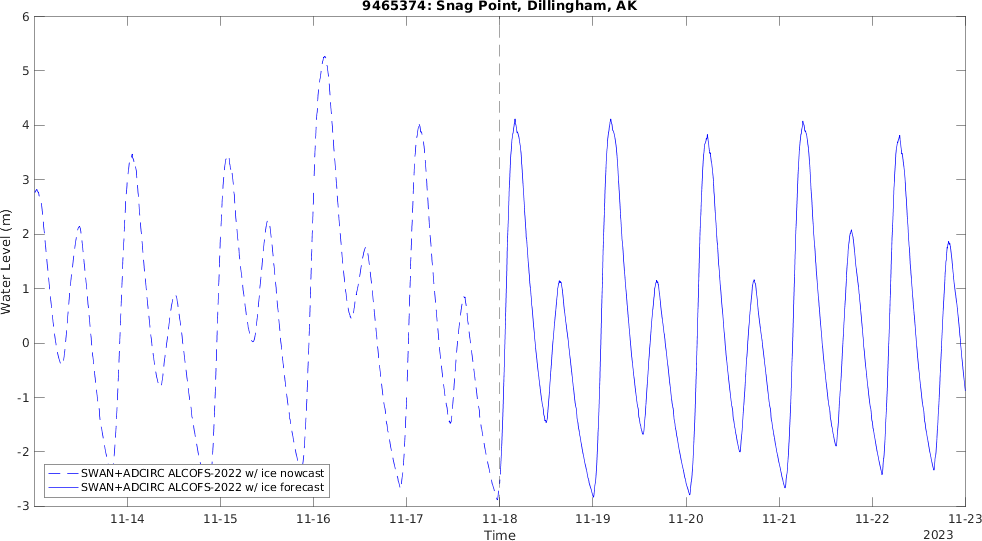 9465374: Snag Point, Dillingham, AK
6
5
4
3
2
1
0
-1
-2
-3
Water Level (m)
SWAN+ADCIRC ALCOFS-2022 w/ ice nowcast
SWAN+ADCIRC ALCOFS-2022 w/ ice forecast
11-14 11-15 11-16 11-17 11-18 11-19 11-20 11-21 11-22 11-23
Time
2023